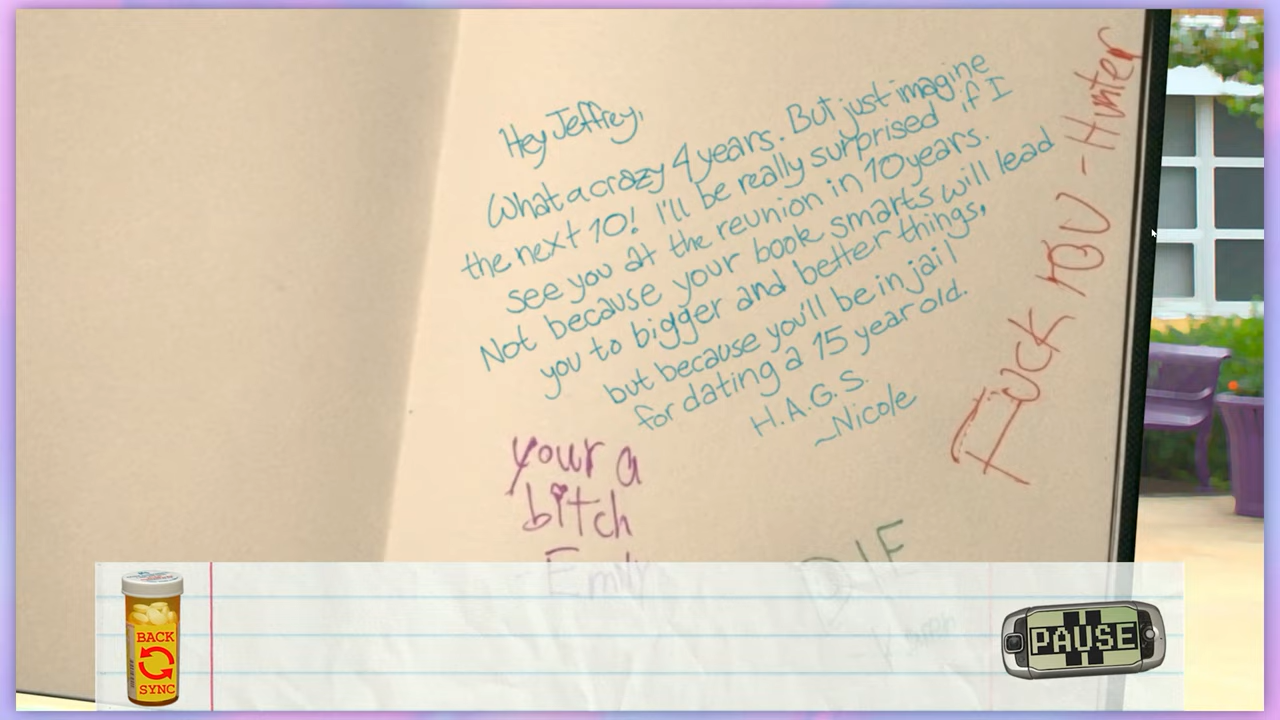 Hey Jeffrey,
What a crazy 4 years. But just imagine
the next 10! I'll be really surprised if I
see you at the reunion in 10 years.
Not because your book smarts will lead
you to bigger and better things,
but because you'll be in jail
for dating a 15 year old.
H.A.G.S.
~Nicole
Fuck YOU - Hunter
your a
bitch
Emily
DIE
BACK
SYNC
PAUSE